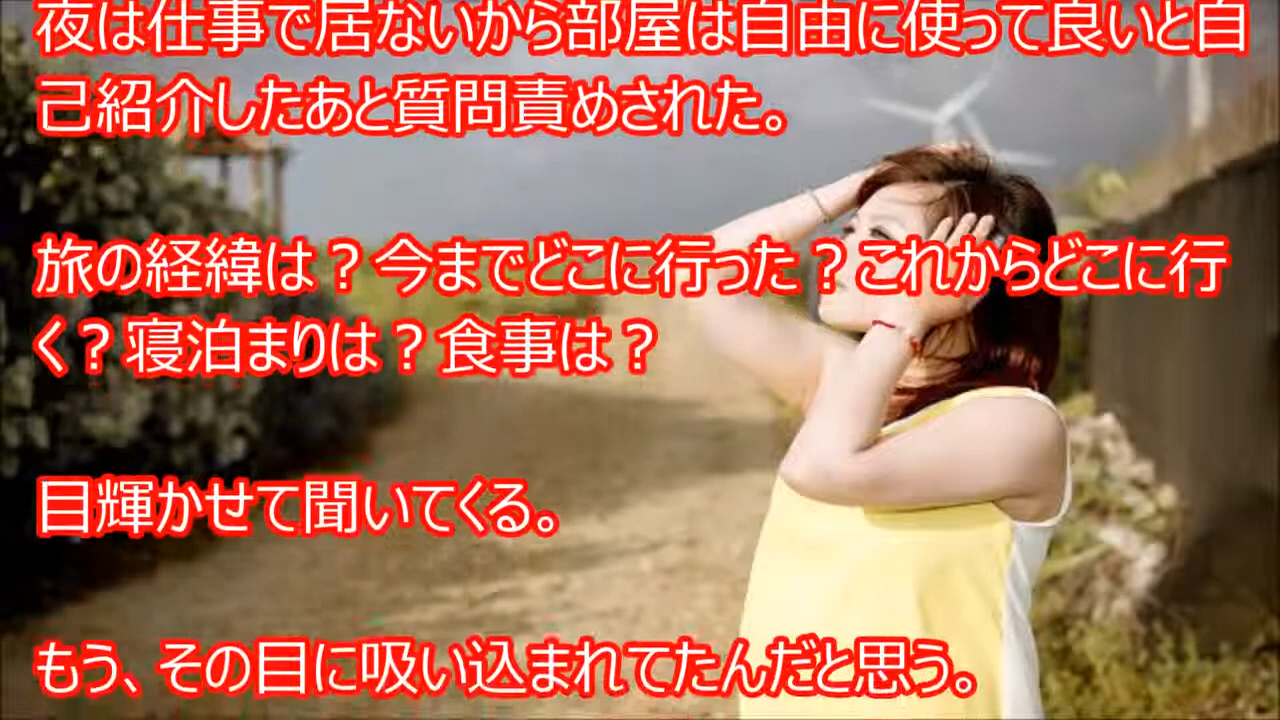 夜は仕事で居ないから部屋は自由に使って良いと自
己紹介したあと質問責めされた。
旅の経緯は？今までどこに行った？これからどこに行
く？寝泊まりは？食事は？
目輝かせて聞いてくる。
もう、その目に吸い込まれてたんだと思う。